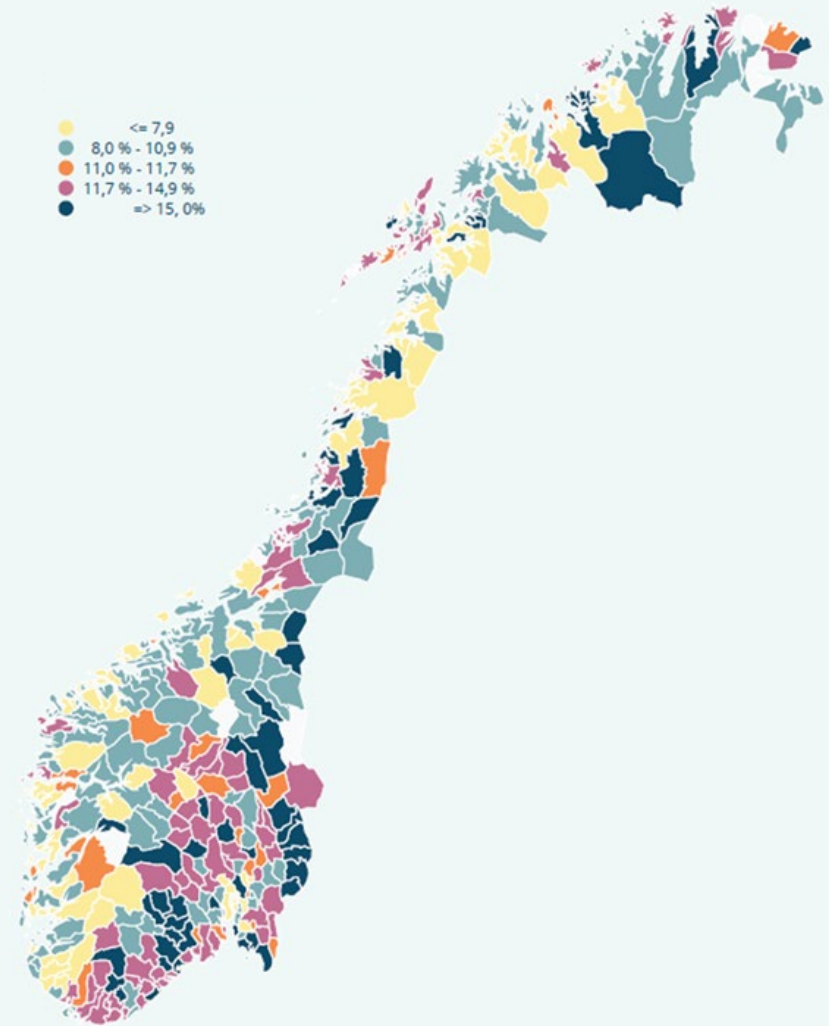 <= 7,9
8,0 % - 10,9 %
11,0 % - 11,7 %
11,7 % - 14,9 %
=> 15, 0%